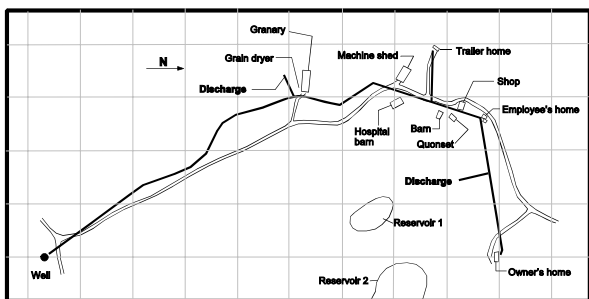 Granary
Trailer home
Machine shed
Grain dryer
N
Discharge
Shop
Employee's home
Hospital
barn
Barn
Quonset
Discharge
Reservoir 1
Well
Reservoir 2
Owner's home